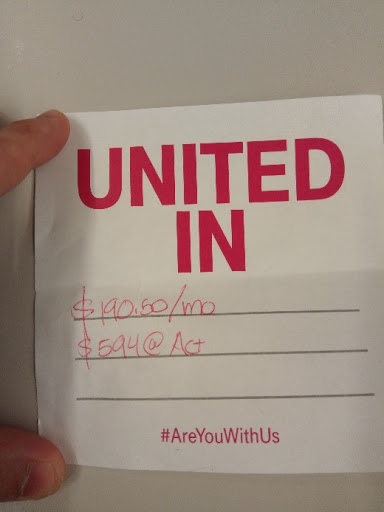 UNITED
IN
$190.50/mo
$594@ Act
#AreYouWithUs